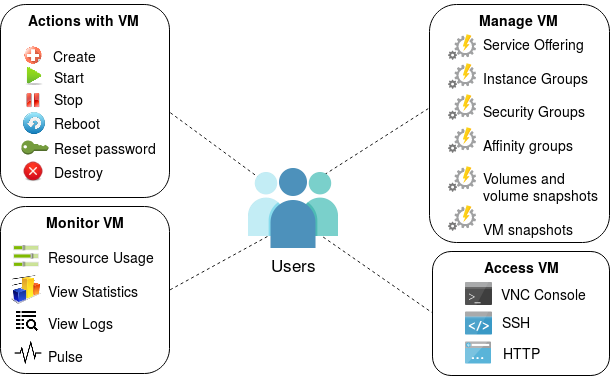 Actions with VM
Create
Start
Stop
Reboot
Reset password
Destroy
Monitor VM
Resource Usage
View Statistics
View Logs
Pulse
Users
Manage VM
Service Offering
Instance Groups
Security Groups
Affinity groups
Volumes and
volume snapshots
VM snapshots
Access VM
VNC Console
SSH
HTTP